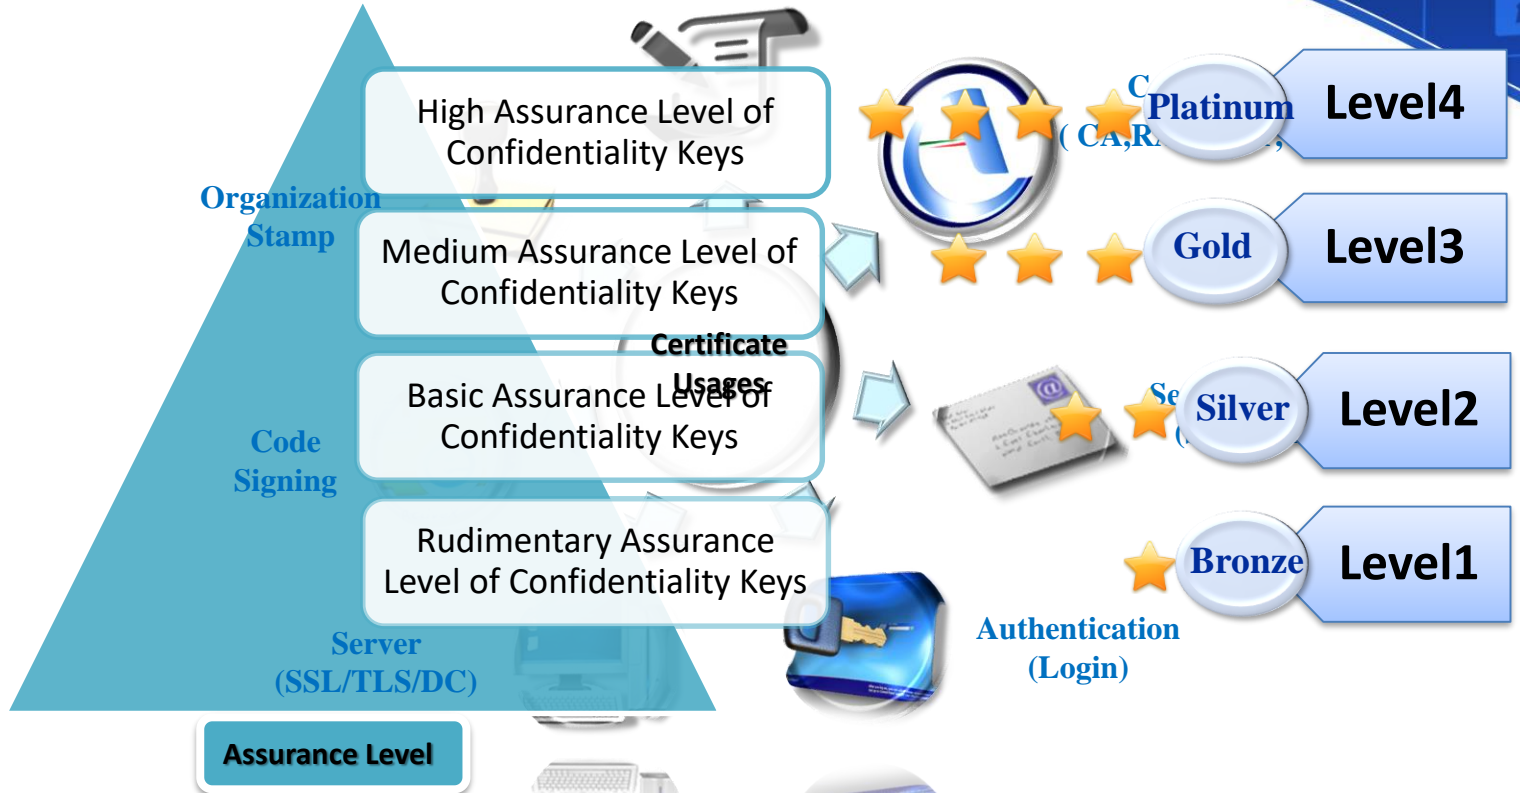 High Assurance Level of
Confidentiality Keys
Platinum
Level4
( CA,RA
Organization
Stamp
Medium Assurance Level of
Confidentiality Keys
Gold
Level3
Certificate
Usages
Basic Assurance Level of
Confidentiality Keys
@
Silver
Level2
Code
Signing
Rudimentary Assurance
Level of Confidentiality Keys
Bronze
Level1
Authentication
(Login)
Server
(SSL/TLS/DC)
Assurance Level